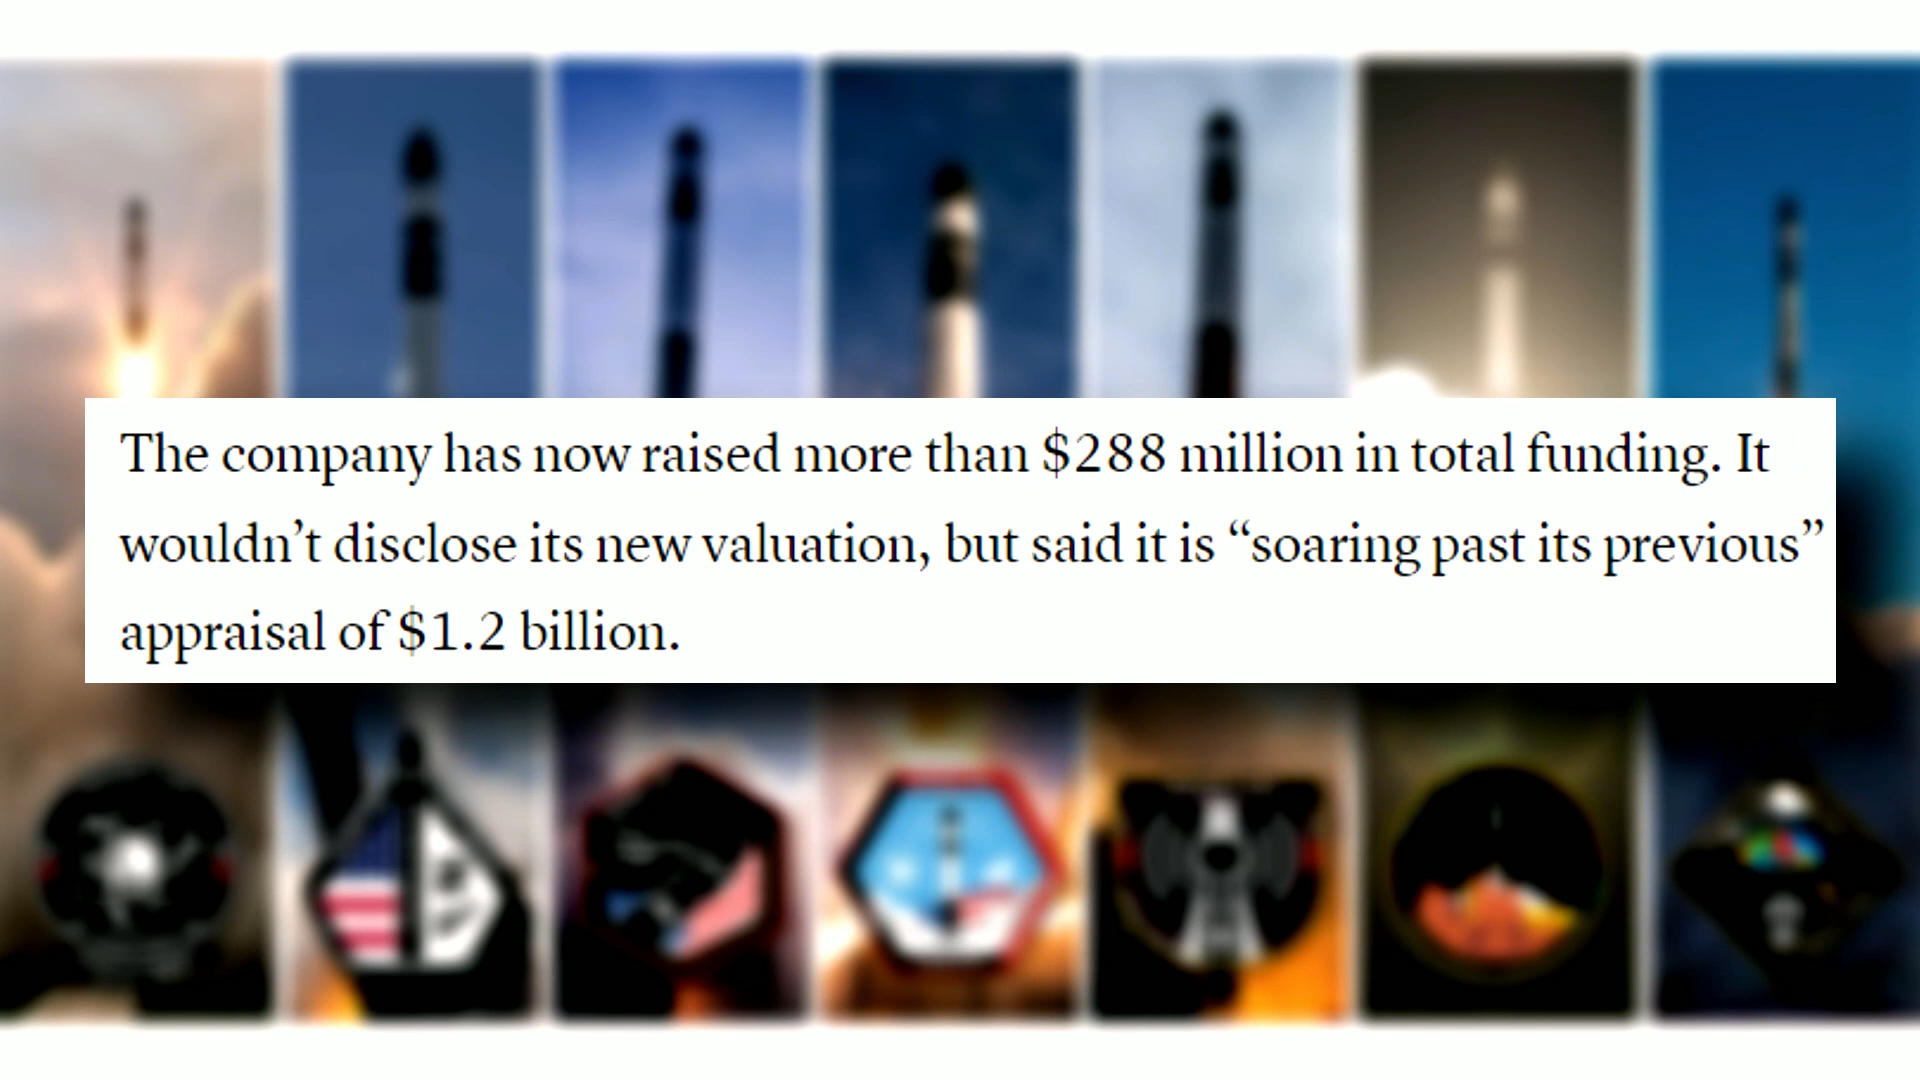 The company has now raised more than $288 million in total funding. It
wouldn’t disclose its new valuation, but said it is “soaring past its previous”
appraisal of $1.2 billion.